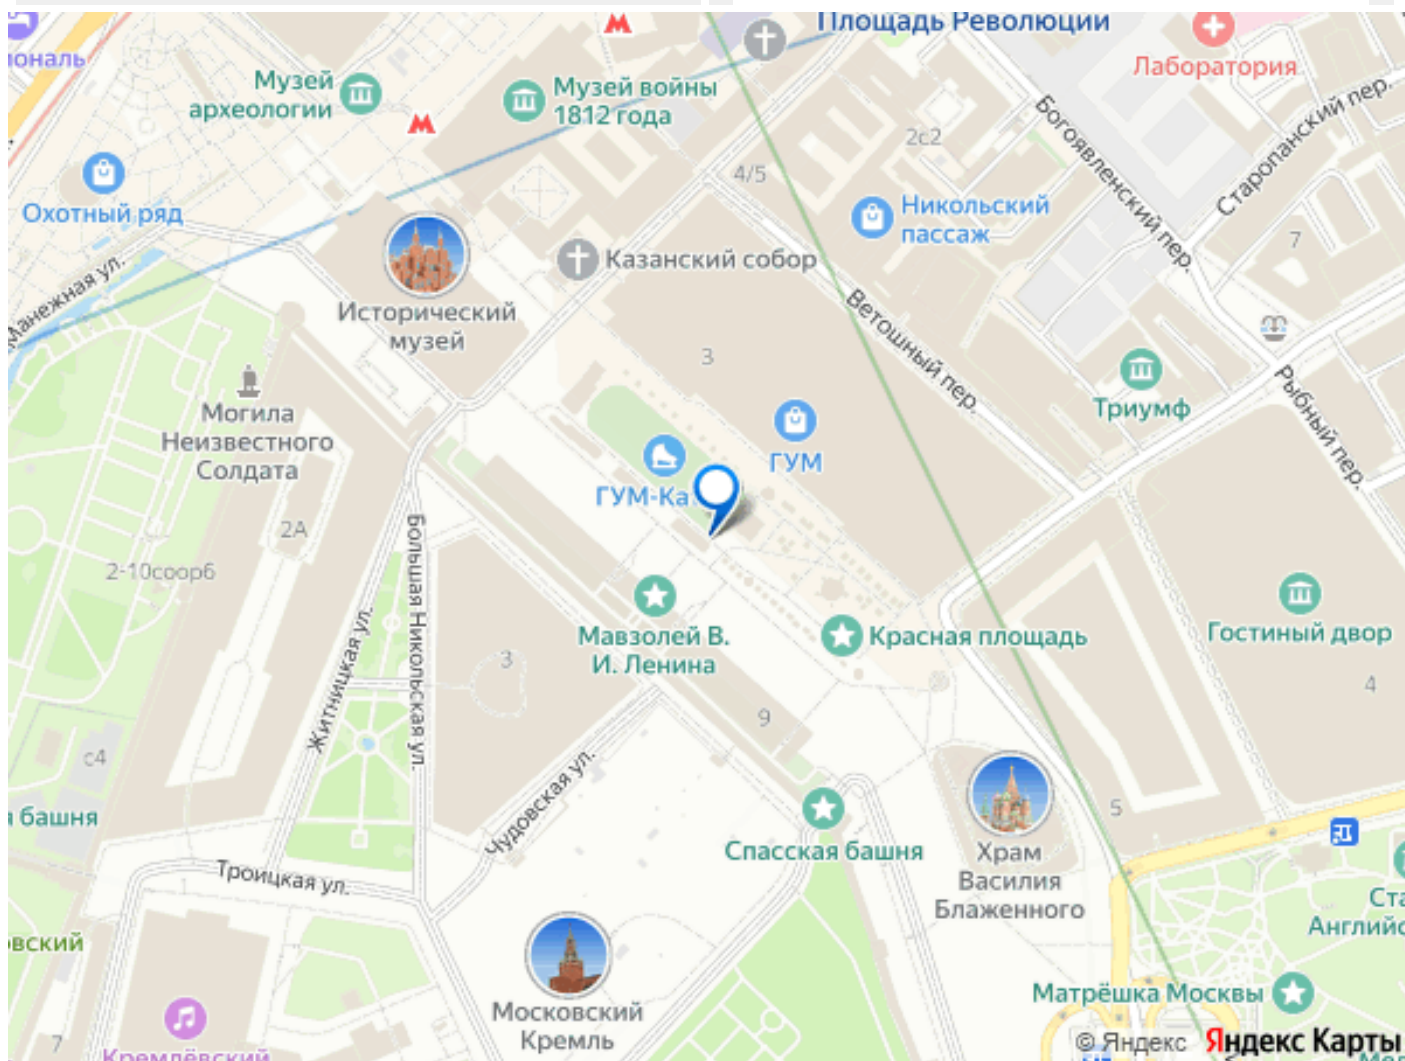 Площадь Революции
Лаборатория
Музей
археологии
Музей войны
1812 года
Богоявленский пер.
Старопанский пер.
2с2
4/5
Охотный ряд
Никольский
пассаж
7
Казанский собор
Манежная ул.
Исторический
музей
Ветошный пер.
3
Могила
Неизвестного
Солдата
Триумф
Рыбный пер.
ГУМ
2А
2-10соор6
Большая Никольская ул.
Житницкая ул.
Мавзолей В.
И. Ленина
Красная площадь
Гостиный двор
3
4
9
с4
Чудовская ул.
башня
5
Спасская башня
Храм
Василия
Блаженного
Троицкая ул.
1
Московский
Кремль
Матрёшка Москвы
7
Кремлёвский
© Яндекс Яндекс Карты